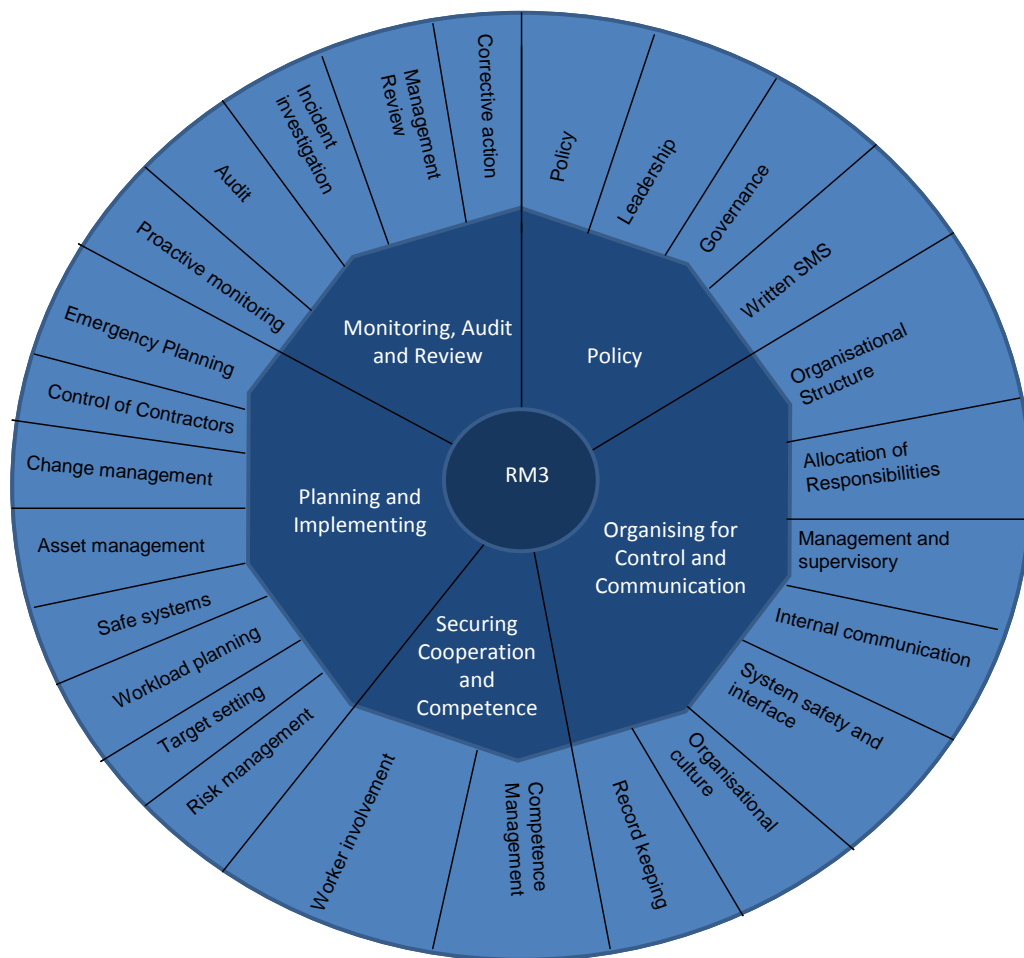 RM3
Policy
Organising for
Control and
Communication
Securing
Cooperation
and
Competence
Planning and
Implementing
Monitoring, Audit
and Review
Policy
Leadership
Governance
Written SMS
Organisational
Structure
Allocation of
Responsibilities
Management and
supervisory
Internal communication
System safety and
interface
Organisational
culture
Record keeping
Competence
Management
Worker involvement
Risk management
Target setting
Workload planning
Safe systems
Asset management
Change management
Control of Contractors
Emergency Planning
Proactive monitoring
Audit
Incident
investigation
Management
Review
Corrective action